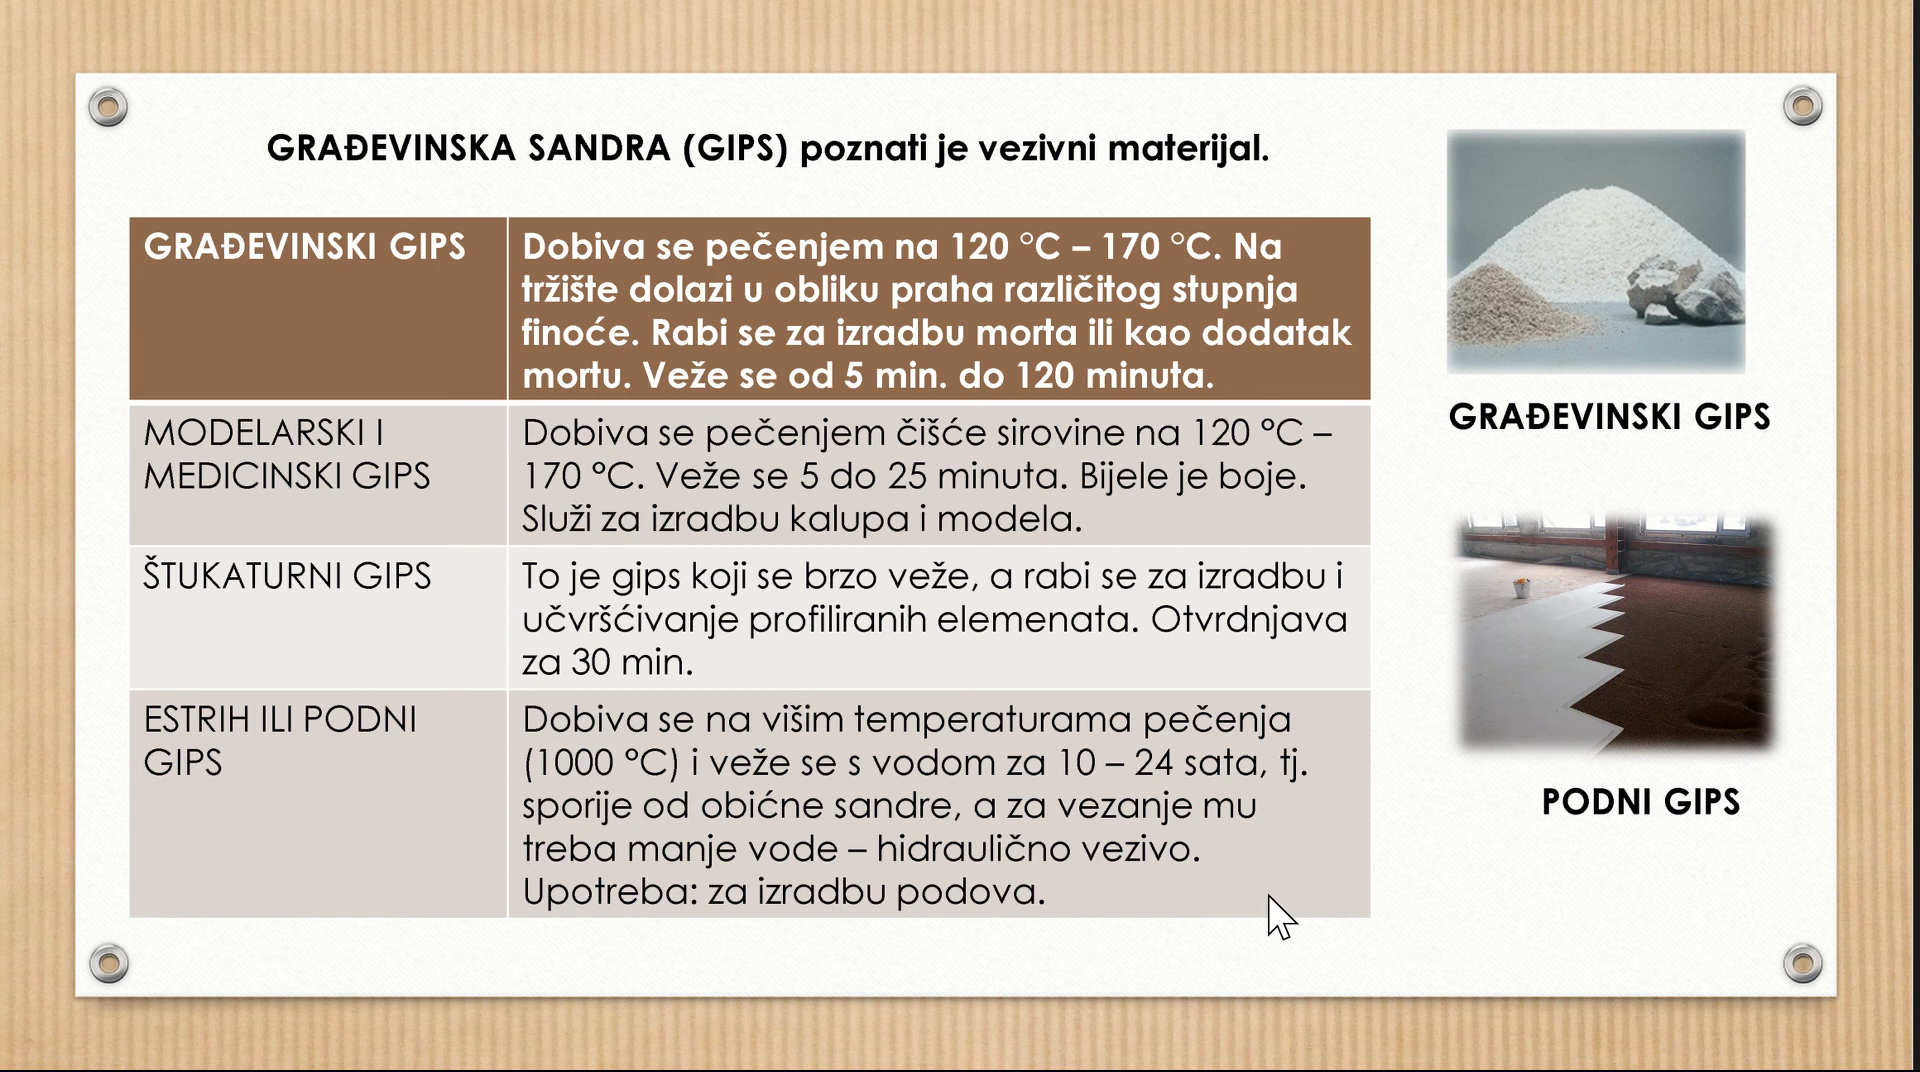 GRAĐEVINSKA SANDRA (GIPS) poznati je vezivni materijal.
GRAĐEVINSKI GIPS
Dobiva se pečenjem na 120 °C – 170 °C. Na
tržište dolazi u obliku praha različitog stupnja
finoće. Rabi se za izradbu morta ili kao dodatak
mortu. Veže se od 5 min. do 120 minuta.
MODELARSKI I
MEDICINSKI GIPS
Dobiva se pečenjem čišće sirovine na 120 °C –
170 °C. Veže se 5 do 25 minuta. Bijele je boje.
Služi za izradbu kalupa i modela.
ŠTUKATURNI GIPS
To je gips koji se brzo veže, a rabi se za izradbu i
učvršćivanje profiliranih elemenata. Otvrdnjava
za 30 min.
ESTRIH ILI PODNI
GIPS
Dobiva se na višim temperaturama pečenja
(1000 °C) i veže se s vodom za 10 – 24 sata, tj.
sporije od obićne sandre, a za vezanje mu
treba manje vode – hidraulično vezivo.
Upotreba: za izradbu podova.
GRAĐEVINSKI GIPS
PODNI GIPS